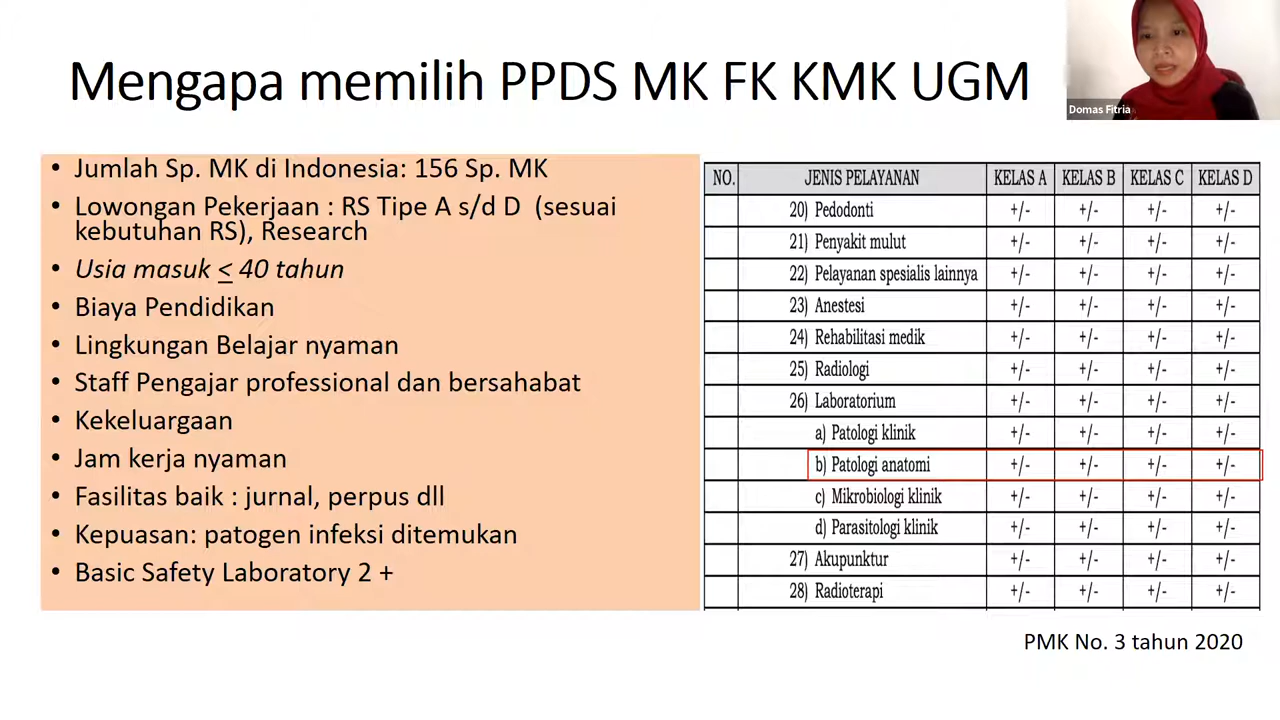 Mengapa memilih PPDS MK FK KMK UGM
Domas Fitria
• Jumlah Sp. MK di Indonesia: 156 Sp. MK
• Lowongan Pekerjaan : RS Tipe A s/d D (sesuai
kebutuhan RS), Research
• Usia masuk ≤ 40 tahun
• Biaya Pendidikan
• Lingkungan Belajar nyaman
• Staff Pengajar professional dan bersahabat
• Kekeluargaan
• Jam kerja nyaman
• Fasilitas baik : jurnal, perpus dll
• Kepuasan: patogen infeksi ditemukan
• Basic Safety Laboratory 2 +
NO. JENIS PELAYANAN KELAS A KELAS B KELAS C KELAS D
20) Pedodonti +/- +/- +/- +/-
21) Penyakit mulut +/- +/- +/- +/-
22) Pelayanan spesialis lainnya +/- +/- +/- +/-
23) Anestesi +/- +/- +/- +/-
24) Rehabilitasi medik +/- +/- +/- +/-
25) Radiologi +/- +/- +/- +/-
26) Laboratorium +/- +/- +/- +/-
a) Patologi klinik +/- +/- +/- +/-
b) Patologi anatomi +/- +/- +/- +/-
c) Mikrobiologi klinik +/- +/- +/- +/-
d) Parasitologi klinik +/- +/- +/- +/-
27) Akupunktur +/- +/- +/- +/-
28) Radioterapi +/- +/- +/- +/-
PMK No. 3 tahun 2020